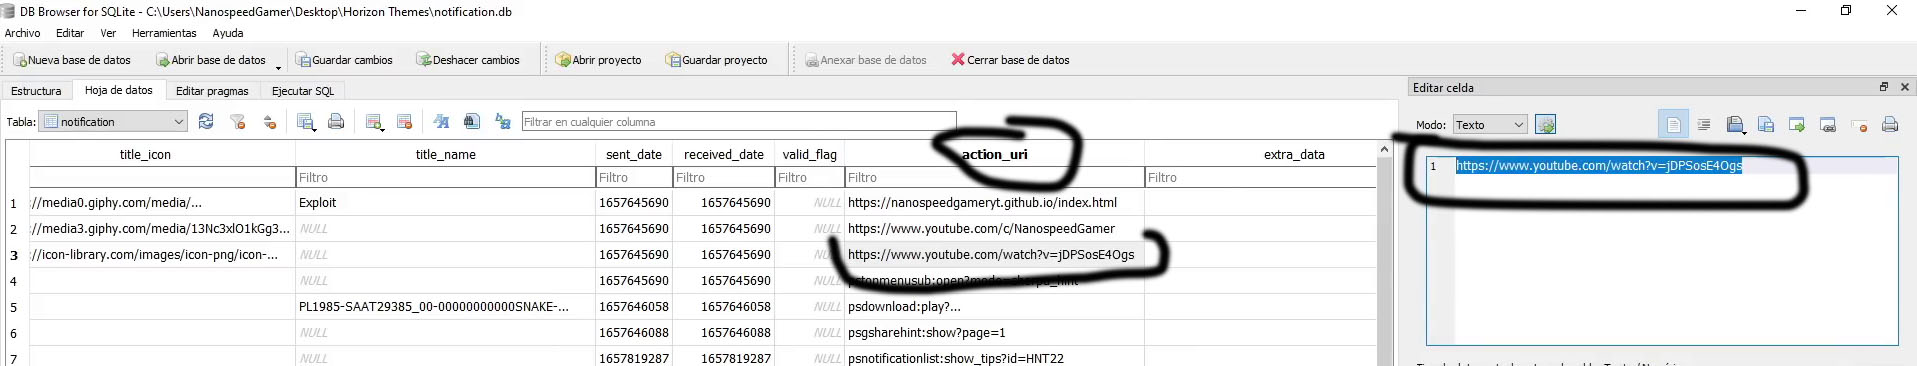 DB Browser for SQLite - C:\Users\NanospeedGamer\Desktop\Horizon Themes\notification.db
Archivo Editar Ver Herramientas Ayuda
Nueva base de datos Abrir base de datos Guardar cambios Deshacer cambios Abrir proyecto Guardar proyecto Anexar base de datos Cerrar base de datos
Estructura Hoja de datos Editar pragmas Ejecutar SQL Editar celda
Tabla: notification Filtrar en cualquier columna Modo: Texto
title_icon title_name sent_date received_date valid_flag action_uri extra_data
1 https://www.youtube.com/watch?v=jDPSosE4Ogs
Filtro Filtro Filtro Filtro Filtro Filtro
1 ://media0.giphy.com/media/... Exploit 1657645690 1657645690 NULL https://nanospeedgameryt.github.io/index.html
2 ://media3.giphy.com/media/13Nc3xlO1kGg3... NULL 1657645690 1657645690 NULL https://www.youtube.com/c/NanospeedGamer
3 ://icon-library.com/images/icon-png/icon-... NULL 1657645690 1657645690 NULL https://www.youtube.com/watch?v=jDPSosE4Ogs
4 NULL 1657645690 1657645690 NULL pstopmenusub:open?mode=sherpa_hint
5 PL1985-SAAT29385_00-00000000000SNAKE-... 1657646058 1657646058 NULL psdownload:play?...
6 NULL 1657646088 1657646088 NULL psgsharehint:show?page=1
7 NULL 1657819287 1657819287 NULL psnotificationlist:show_tips?id=HNT22